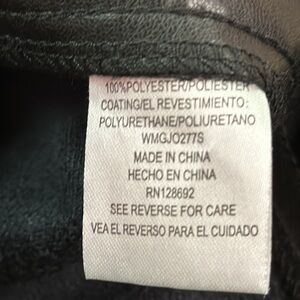 100%POLYESTER/POLIESTER
COATING/EL REVESTIMIENTO:
POLYURETHANE/POLIURETANO
WMGJO277S
MADE IN CHINA
HECHO EN CHINA
RN128692
SEE REVERSE FOR CARE
VEA EL REVERSO PARA EL CUIDADO